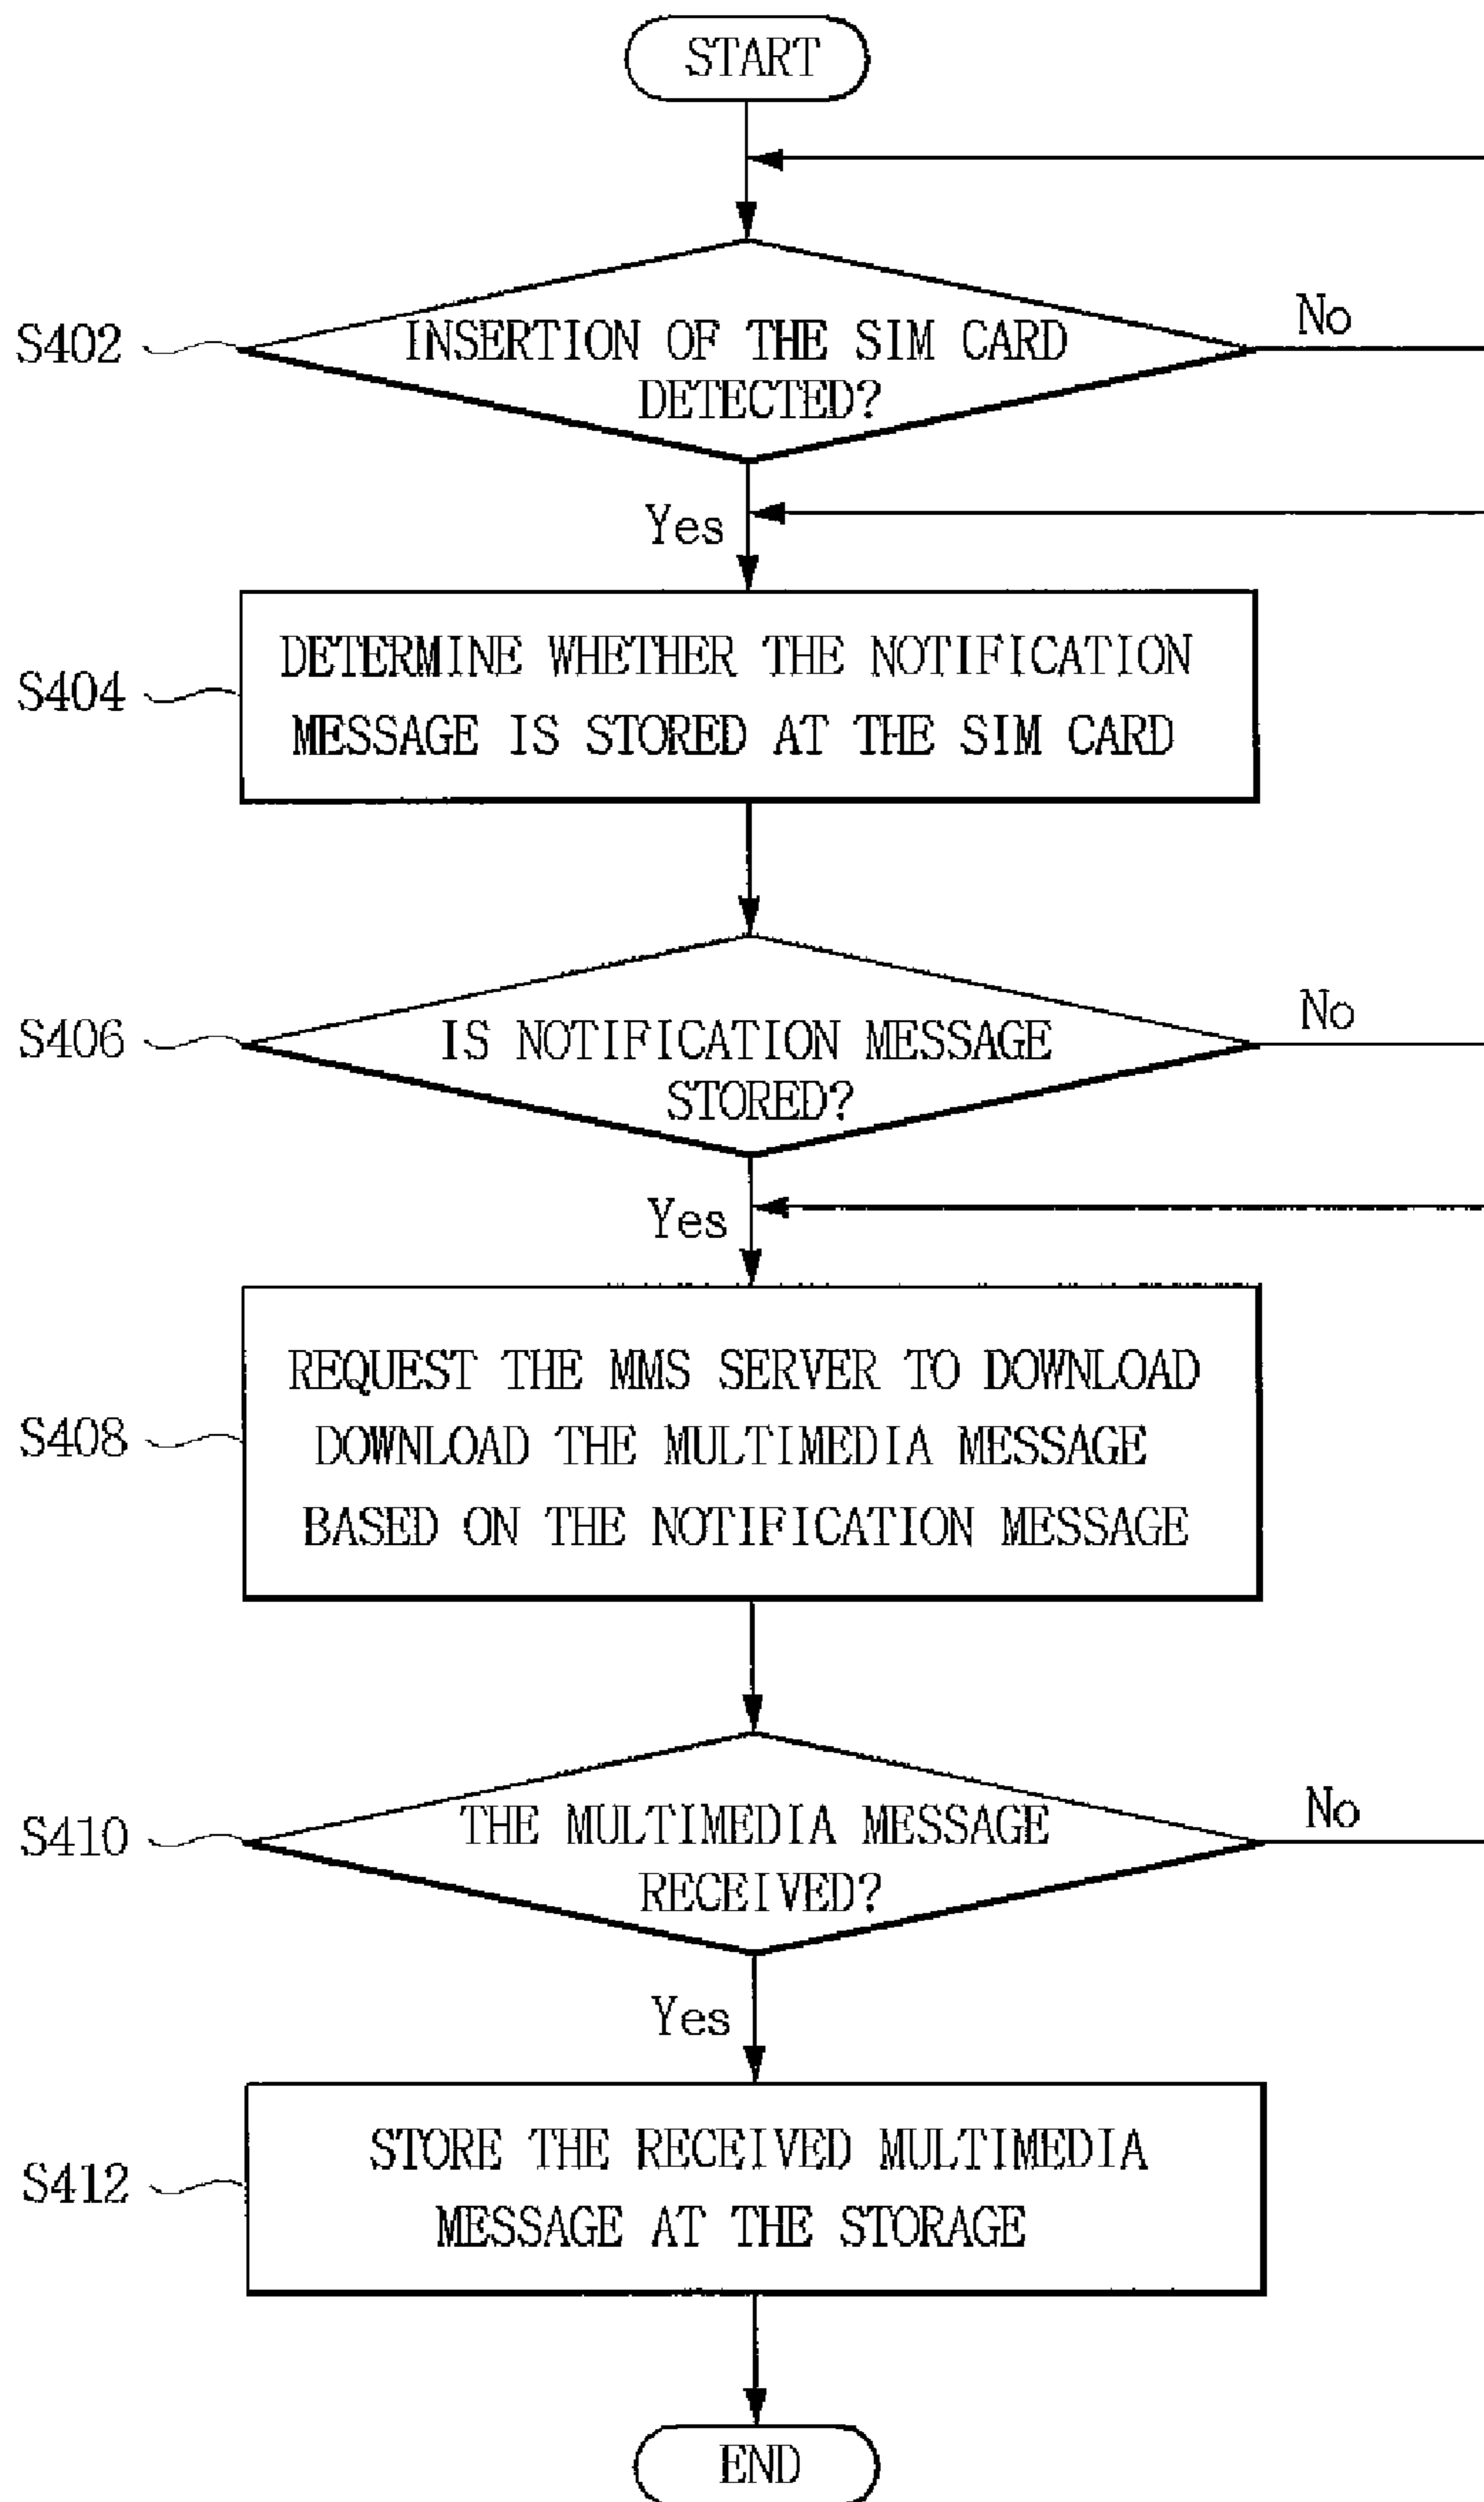 START
S402
INSERTION OF THE SIM CARD
DETECTED?
No
Yes
S404
DETERMINE WHETHER THE NOTIFICATION
MESSAGE IS STORED AT THE SIM CARD
S406
IS NOTIFICATION MESSAGE
STORED?
No
Yes
S408
REQUEST THE MMS SERVER TO DOWNLOAD
DOWNLOAD THE MULTIMEDIA MESSAGE
BASED ON THE NOTIFICATION MESSAGE
S410
THE MULTIMEDIA MESSAGE
RECEIVED?
No
Yes
S412
STORE THE RECEIVED MULTIMEDIA
MESSAGE AT THE STORAGE
END